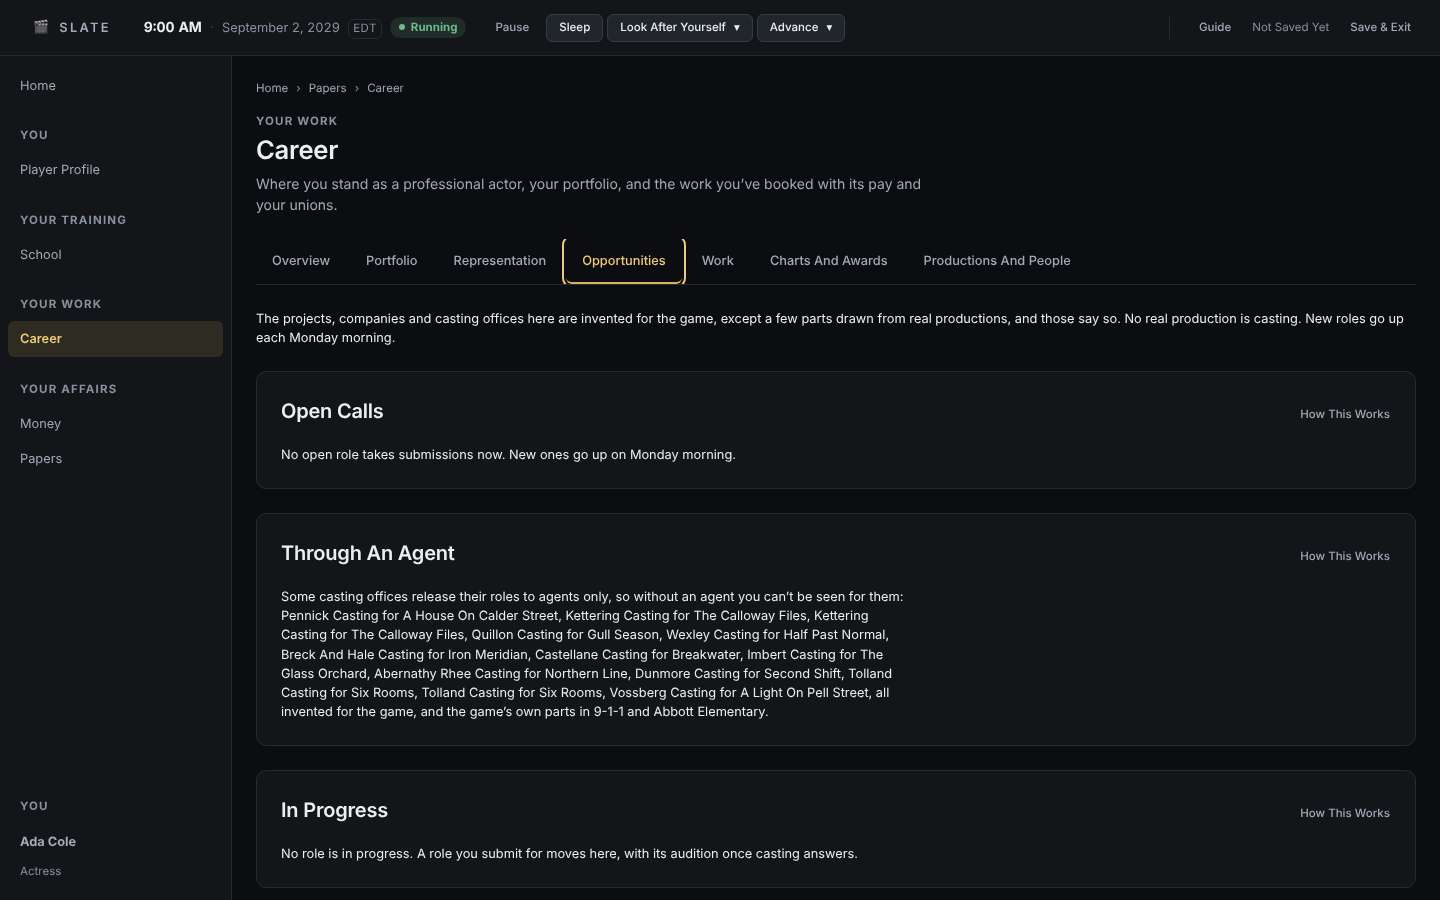 SLATE
9:00 AM · September 2, 2029 EDT Running
Pause
Sleep
Look After Yourself ▾
Advance ▾
Guide
Not Saved Yet
Save & Exit
Home
YOU
Player Profile
YOUR TRAINING
School
YOUR WORK
Career
YOUR AFFAIRS
Money
Papers
YOU
Ada Cole
Actress
Home › Papers › Career
YOUR WORK
Career
Where you stand as a professional actor, your portfolio, and the work you’ve booked with its pay and
your unions.
Overview
Portfolio
Representation
Opportunities
Work
Charts And Awards
Productions And People
The projects, companies and casting offices here are invented for the game, except a few parts drawn from real productions, and those say so. No real production is casting. New roles go up
each Monday morning.
Open Calls
How This Works
No open role takes submissions now. New ones go up on Monday morning.
Through An Agent
How This Works
Some casting offices release their roles to agents only, so without an agent you can’t be seen for them:
Pennick Casting for A House On Calder Street, Kettering Casting for The Calloway Files, Kettering
Casting for The Calloway Files, Quillon Casting for Gull Season, Wexley Casting for Half Past Normal,
Breck And Hale Casting for Iron Meridian, Castellane Casting for Breakwater, Imbert Casting for The
Glass Orchard, Abernathy Rhee Casting for Northern Line, Dunmore Casting for Second Shift, Tolland
Casting for Six Rooms, Tolland Casting for Six Rooms, Vossberg Casting for A Light On Pell Street, all
invented for the game, and the game’s own parts in 9-1-1 and Abbott Elementary.
In Progress
How This Works
No role is in progress. A role you submit for moves here, with its audition once casting answers.